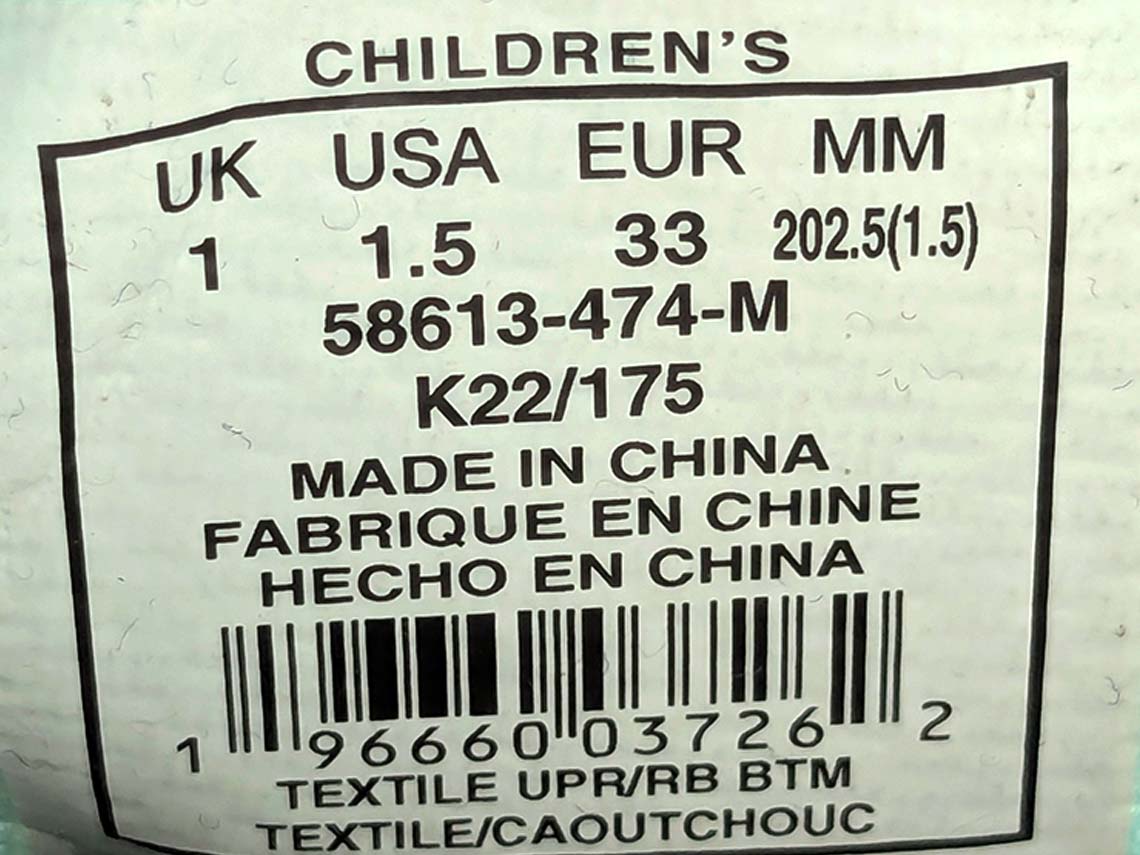 CHILDREN'S
UK USA EUR MM
1 1.5 33 202.5(1.5)
58613-474-M
K22/175
MADE IN CHINA
FABRIQUE EN CHINE
HECHO EN CHINA
1 96660 03726 2
TEXTILE UPR/RB BTM
TEXTILE/CAOUTCHOUC